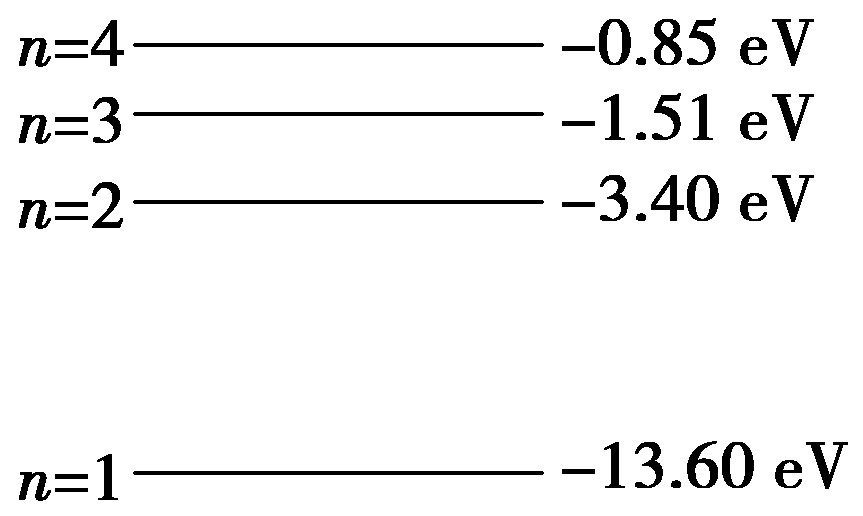 n=4 −0.85 eV
n=3 −1.51 eV
n=2 −3.40 eV
n=1 −13.60 eV